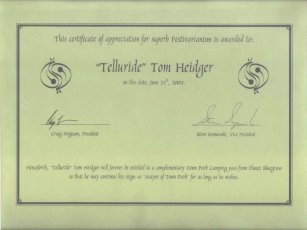 This certificate of appreciation for superb Festivarianism is awarded to:
"Telluride" Tom Heidger
on this date, June 21st, 2003.
Craig Ferguson, President
Steve Szymanski, Vice President
Henceforth, "Telluride" Tom Heidger will forever be entitled to a complimentary Town Park Camping pass from Planet Bluegrass
so that he may continue his reign as "Mayor of Town Park" for as long as he wishes.